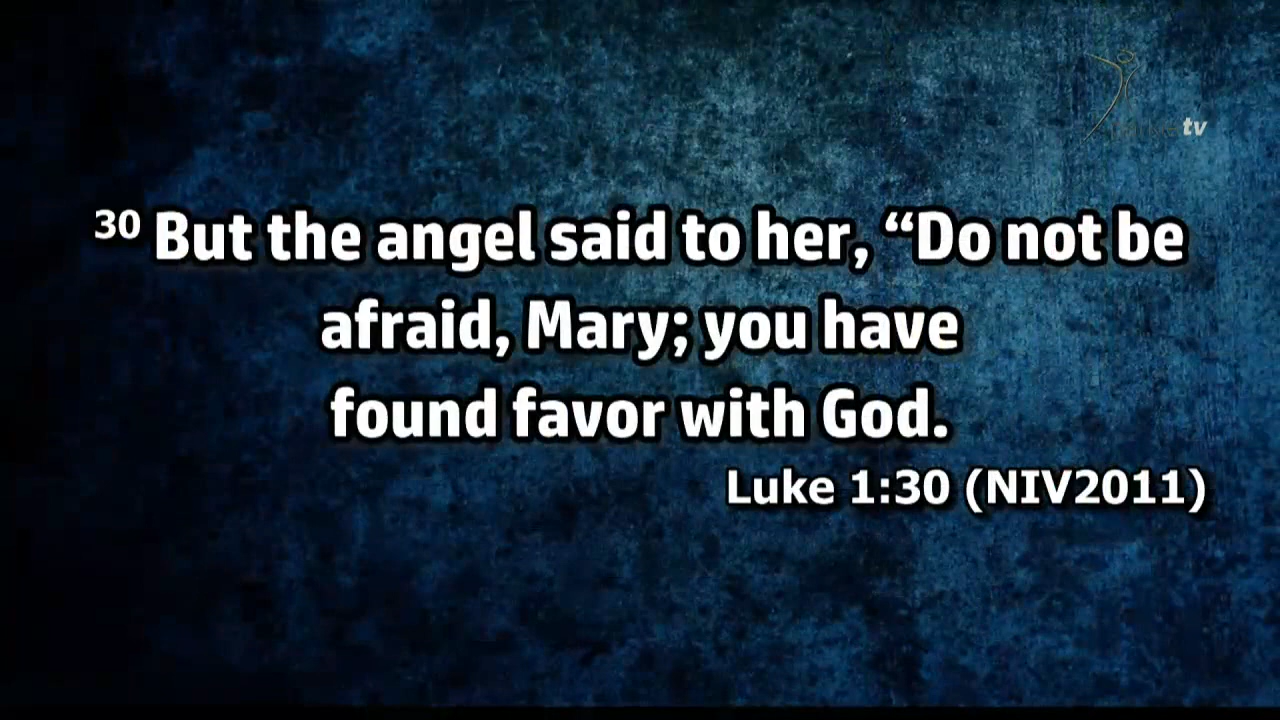 tv
30 But the angel said to her, “Do not be
afraid, Mary; you have
found favor with God.
Luke 1:30 (NIV2011)